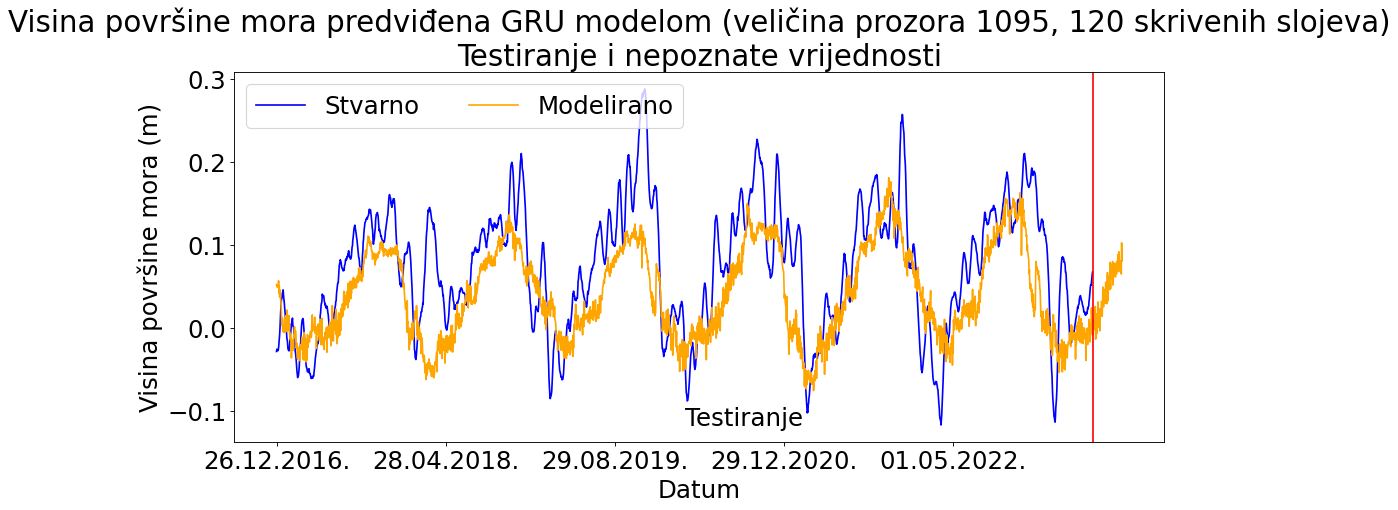 Visina površine mora predviđena GRU modelom (veličina prozora 1095, 120 skrivenih slojeva)
Testiranje i nepoznate vrijednosti
Stvarno
Modelirano
Visina površine mora (m)
0.3
0.2
0.1
0.0
−0.1
Testiranje
26.12.2016.
28.04.2018.
29.08.2019.
29.12.2020.
01.05.2022.
Datum